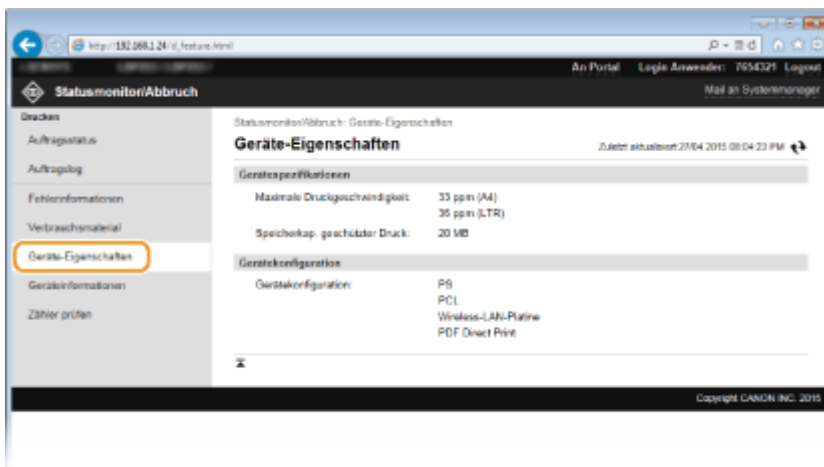 http://192.168.1.24/d_feature.html
An Portal Login Anwender: 7654321 Logout
Statusmonitor/Abbruch
Mail an Systemmanager
Drucken
Auftragsstatus
Auftragslog
Fehlerinformationen
Verbrauchsmaterial
Geräte-Eigenschaften
Geräteinformationen
Zähler prüfen
Statusmonitor/Abbruch: Geräte-Eigenschaften
Geräte-Eigenschaften
Zuletzt aktualisiert:27/04 2015 08:04:23 PM
Gerätespezifikationen
Maximale Druckgeschwindigkeit: 33 ppm (A4)
35 ppm (LTR)
Speicherkap. geschützter Druck: 20 MB
Gerätekonfiguration
Gerätekonfiguration: PS
PCL
Wireless-LAN-Platine
PDF Direct Print
Copyright CANON INC. 2015